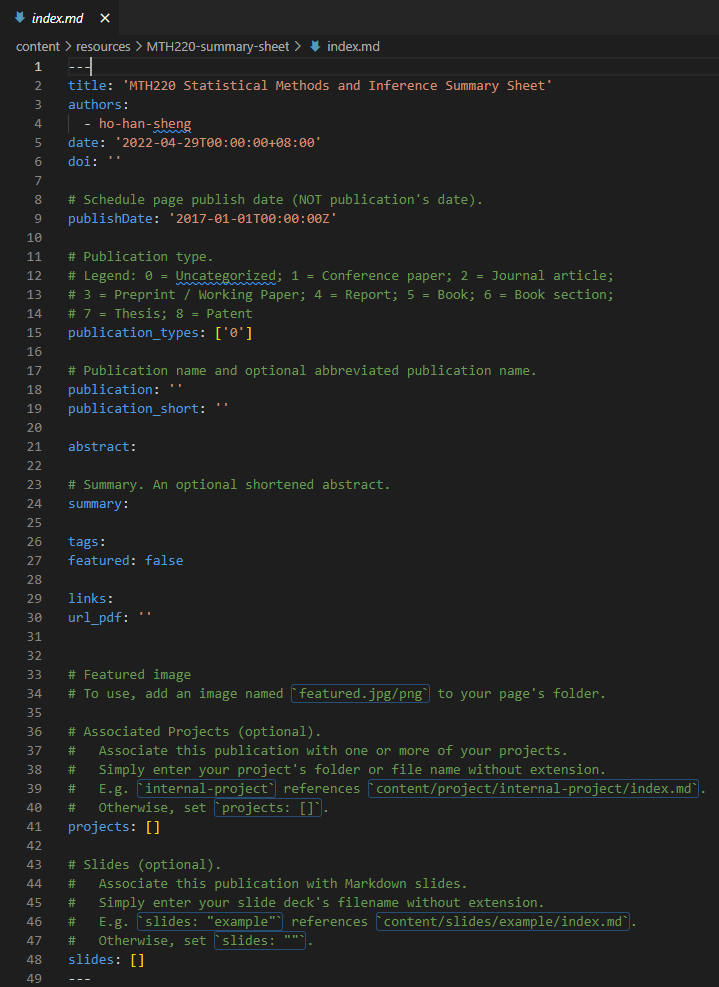 index.md ×
content > resources > MTH220-summary-sheet > index.md
1 ---
2 title: 'MTH220 Statistical Methods and Inference Summary Sheet'
3 authors:
4   - ho-han-sheng
5 date: '2022-04-29T00:00:00+08:00'
6 doi: ''
7
8 # Schedule page publish date (NOT publication's date).
9 publishDate: '2017-01-01T00:00:00Z'
10
11 # Publication type.
12 # Legend: 0 = Uncategorized; 1 = Conference paper; 2 = Journal article;
13 # 3 = Preprint / Working Paper; 4 = Report; 5 = Book; 6 = Book section;
14 # 7 = Thesis; 8 = Patent
15 publication_types: ['0']
16
17 # Publication name and optional abbreviated publication name.
18 publication: ''
19 publication_short: ''
20
21 abstract:
22
23 # Summary. An optional shortened abstract.
24 summary:
25
26 tags:
27 featured: false
28
29 links:
30 url_pdf: ''
31
32
33 # Featured image
34 # To use, add an image named `featured.jpg/png` to your page's folder.
35
36 # Associated Projects (optional).
37 #   Associate this publication with one or more of your projects.
38 #   Simply enter your project's folder or file name without extension.
39 #   E.g. `internal-project` references `content/project/internal-project/index.md`.
40 #   Otherwise, set `projects: []`.
41 projects: []
42
43 # Slides (optional).
44 #   Associate this publication with Markdown slides.
45 #   Simply enter your slide deck's filename without extension.
46 #   E.g. `slides: "example"` references `content/slides/example/index.md`.
47 #   Otherwise, set `slides: ""`.
48 slides: []
49 ---